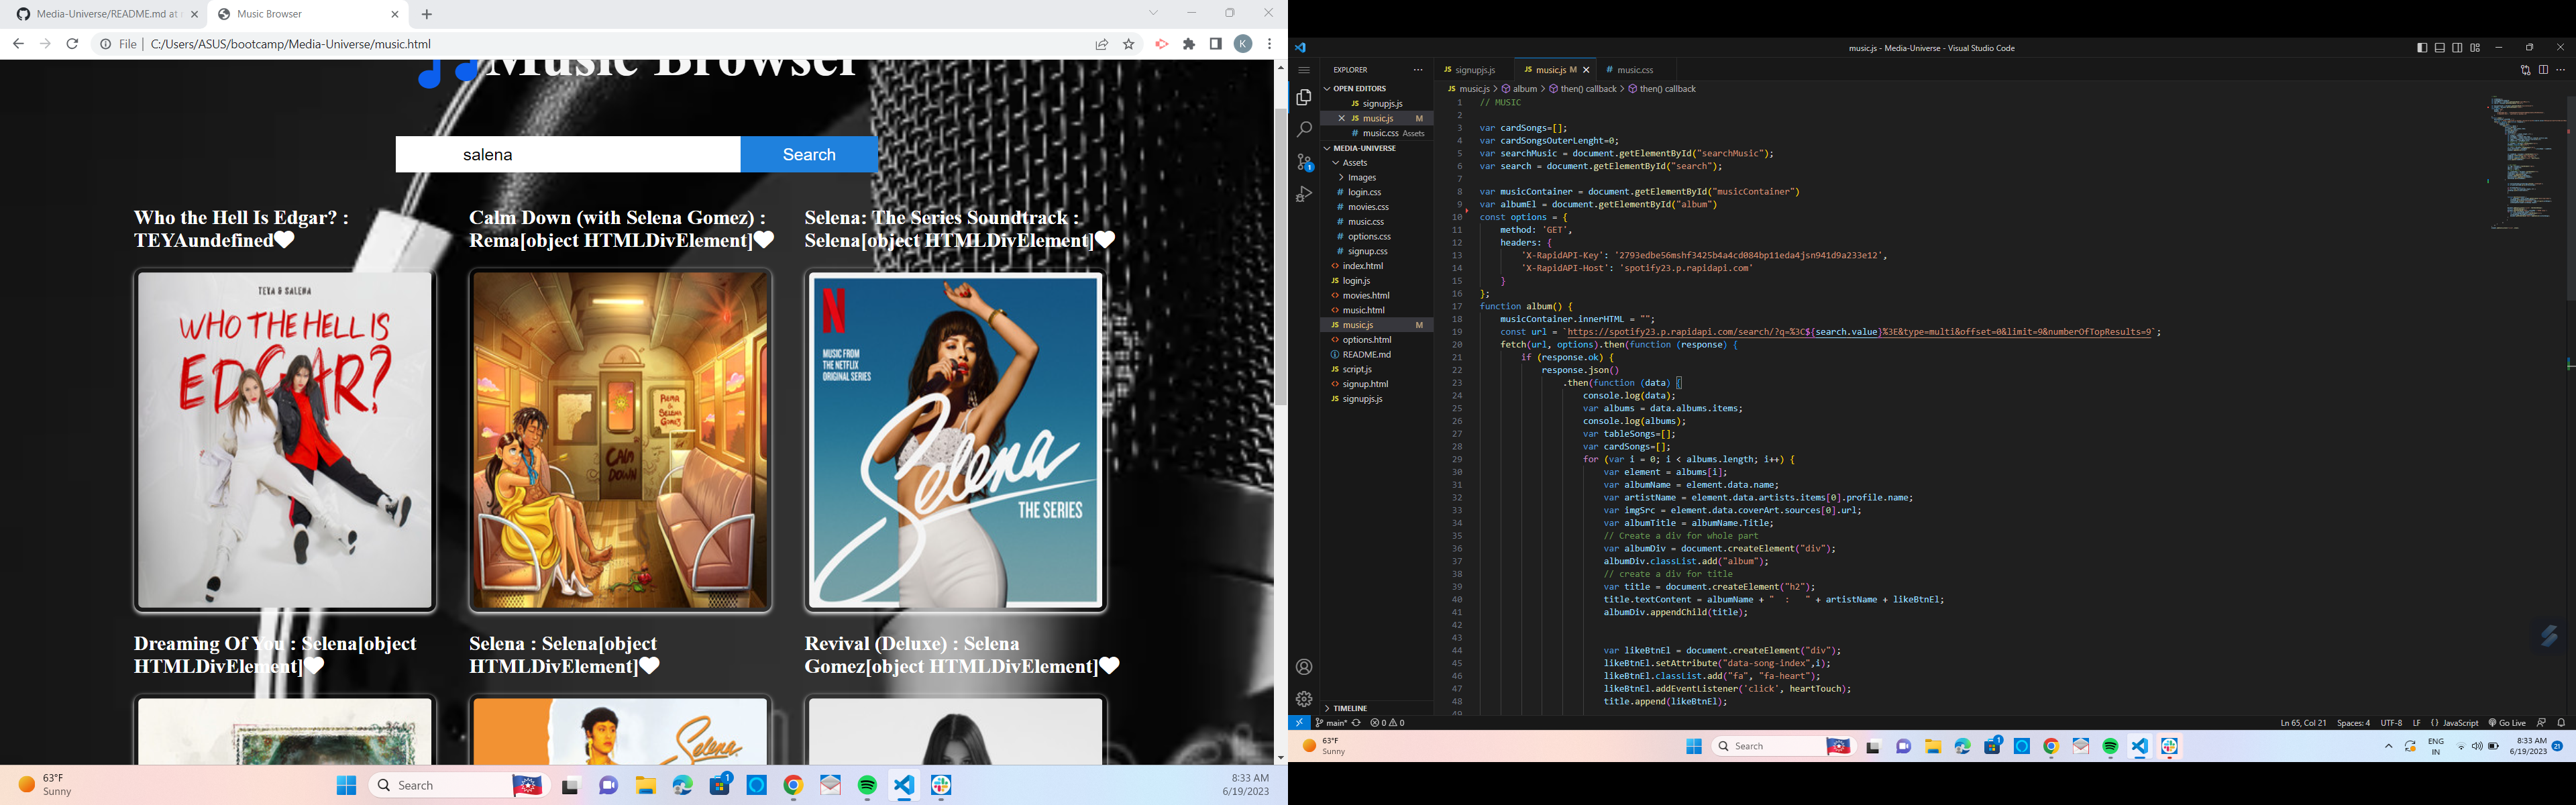 Media-Universe/README.md at
Music Browser
File
C:/Users/ASUS/bootcamp/Media-Universe/music.html
K
Music Browser
salena
Search
Who the Hell Is Edgar? :
TEYAundefined
Calm Down (with Selena Gomez) :
Rema[object HTMLDivElement]
Selena: The Series Soundtrack :
Selena[object HTMLDivElement]
TEYA & SALENA
WHO THE HELL IS
EDGAR?
REMA
&
SELENA
GOMEZ
CALM
DOWN
N
MUSIC FROM
THE NETFLIX
ORIGINAL SERIES
Selena
THE SERIES
Dreaming Of You : Selena[object
HTMLDivElement]
Selena : Selena[object
HTMLDivElement]
Revival (Deluxe) : Selena
Gomez[object HTMLDivElement]
Selena
63°F
Sunny
Search
1
8:33 AM
6/19/2023
music.js - Media-Universe - Visual Studio Code
EXPLORER
OPEN EDITORS
JS signupjs.js
JS music.js M
# music.css Assets
MEDIA-UNIVERSE
Assets
Images
# login.css
# movies.css
# music.css
# options.css
# signup.css
index.html
JS login.js
movies.html
music.html
JS music.js M
options.html
README.md
JS script.js
signup.html
JS signupjs.js
TIMELINE
1
JS signupjs.js
JS music.js M
# music.css
JS music.js > album > then() callback > then() callback
1 // MUSIC
2
3 var cardSongs=[];
4 var cardSongsOuterLenght=0;
5 var searchMusic = document.getElementById("searchMusic");
6 var search = document.getElementById("search");
7
8 var musicContainer = document.getElementById("musicContainer")
9 var albumEl = document.getElementById("album")
10 const options = {
11 method: 'GET',
12 headers: {
13 'X-RapidAPI-Key': '2793edbe56mshf3425b4a4cd084bp11eda4jsn941d9a233e12',
14 'X-RapidAPI-Host': 'spotify23.p.rapidapi.com'
15 }
16 };
17 function album() {
18 musicContainer.innerHTML = "";
19 const url = `https://spotify23.p.rapidapi.com/search/?q=%3C${search.value}%3E&type=multi&offset=0&limit=9&numberOfTopResults=9`;
20 fetch(url, options).then(function (response) {
21 if (response.ok) {
22 response.json()
23 .then(function (data) {
24 console.log(data);
25 var albums = data.albums.items;
26 console.log(albums);
27 var tableSongs=[];
28 var cardSongs=[];
29 for (var i = 0; i < albums.length; i++) {
30 var element = albums[i];
31 var albumName = element.data.name;
32 var artistName = element.data.artists.items[0].profile.name;
33 var imgSrc = element.data.coverArt.sources[0].url;
34 var albumTitle = albumName.Title;
35 // Create a div for whole part
36 var albumDiv = document.createElement("div");
37 albumDiv.classList.add("album");
38 // create a div for title
39 var title = document.createElement("h2");
40 title.textContent = albumName + "  :   " + artistName + likeBtnEl;
41 albumDiv.appendChild(title);
42
43
44 var likeBtnEl = document.createElement("div");
45 likeBtnEl.setAttribute("data-song-index",i);
46 likeBtnEl.classList.add("fa", "fa-heart");
47 likeBtnEl.addEventListener('click', heartTouch);
48 title.append(likeBtnEl);
49
main*
0
0
Ln 65, Col 21
Spaces: 4
UTF-8
LF
{} JavaScript
Go Live
63°F
Sunny
Search
1
ENG
IN
8:33 AM
6/19/2023
21